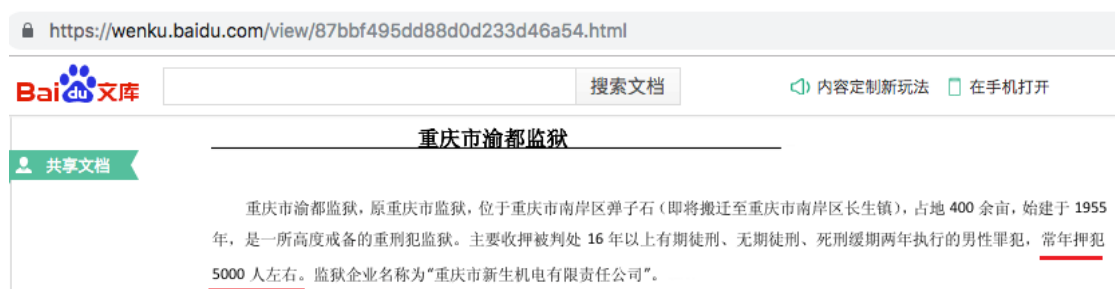 https://wenku.baidu.com/view/87bbf495dd88d0d233d46a54.html
Bai du 文库 搜索文档 内容定制新玩法 在手机打开
重庆市渝都监狱
共享文档
重庆市渝都监狱，原重庆市监狱，位于重庆市南岸区弹子石（即将搬迁至重庆市南岸区长生镇），占地 400 余亩，始建于 1955
年，是一所高度戒备的重刑犯监狱。主要收押被判处 16 年以上有期徒刑、无期徒刑、死刑缓期两年执行的男性罪犯，常年押犯
5000 人左右。监狱企业名称为“重庆市新生机电有限责任公司”。